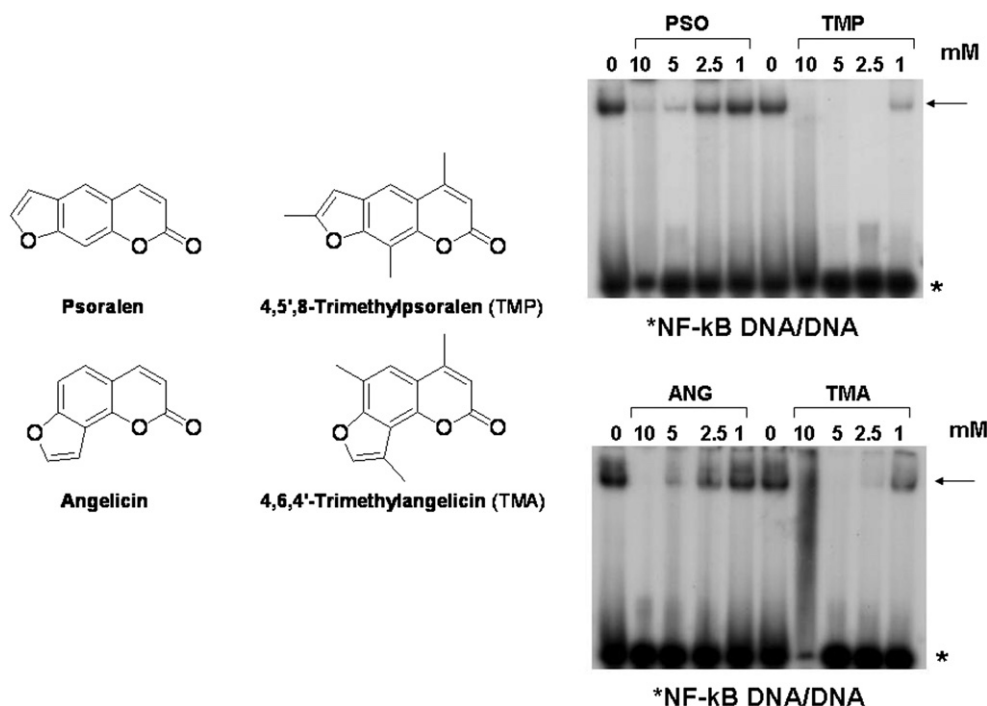 PSO TMP
0 10 5 2.5 1 0 10 5 2.5 1 mM
O O O
O O O
Psoralen
4,5',8-Trimethylpsoralen (TMP)
*
*NF-kB DNA/DNA
O O O
O O O
Angelicin
4,6,4'-Trimethylangelicin (TMA)
ANG TMA
0 10 5 2.5 1 0 10 5 2.5 1 mM
*
*NF-kB DNA/DNA